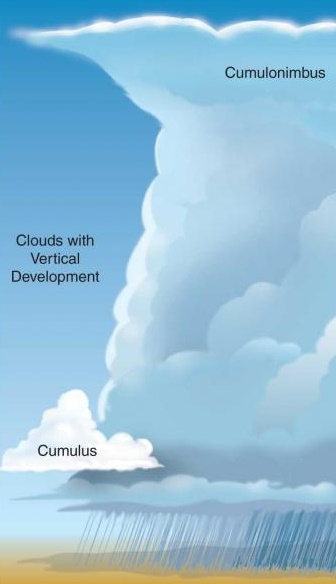 Cumulonimbus
Clouds with
Vertical
Development
Cumulus